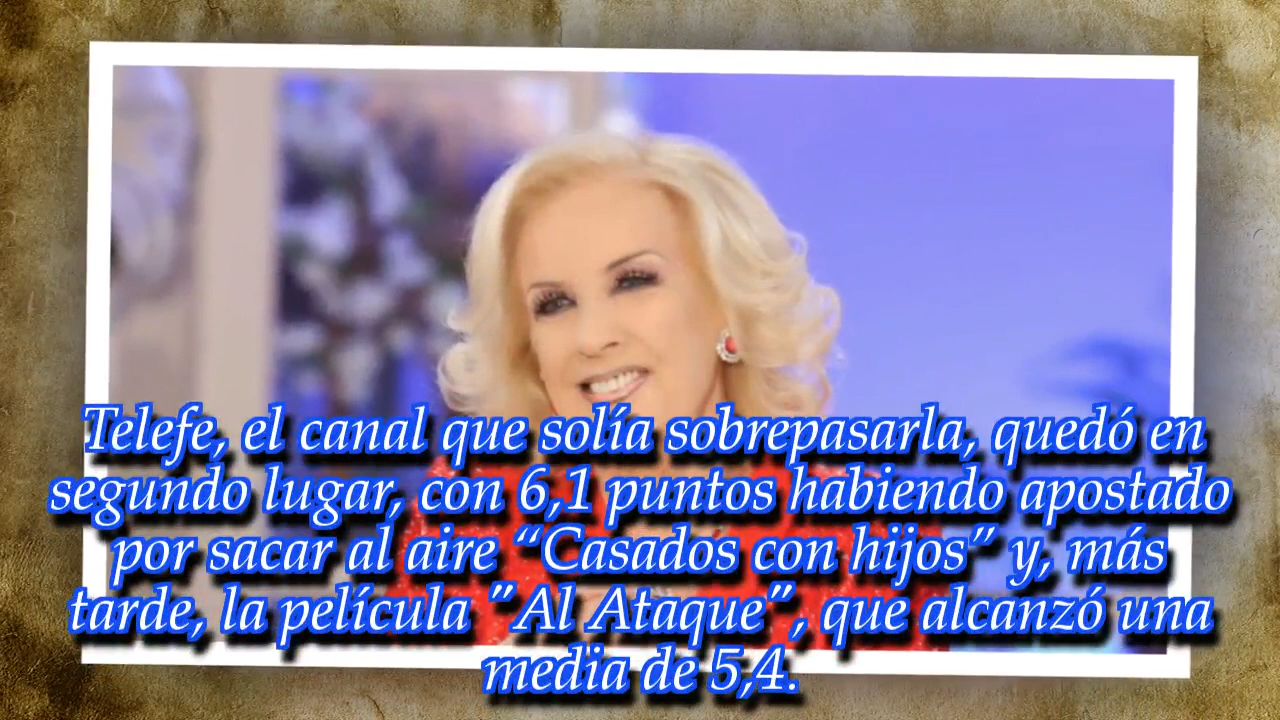 Telefe, el canal que solía sobrepasarla, quedó en
segundo lugar, con 6,1 puntos habiendo apostado
por sacar al aire “Casados con hijos” y, más
tarde, la película "Al Ataque", que alcanzó una
media de 5,4.